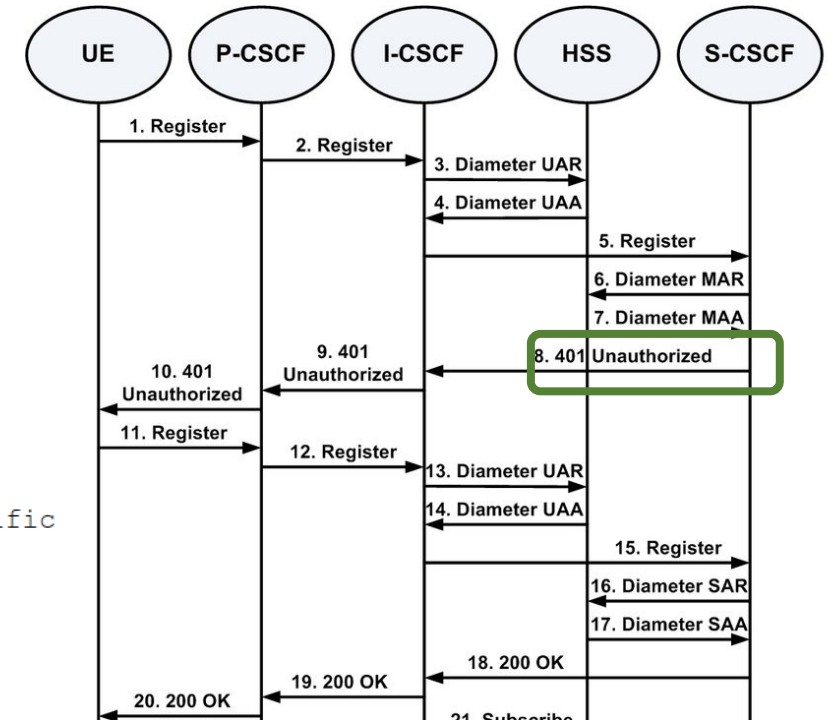 UE
P-CSCF
I-CSCF
HSS
S-CSCF
1. Register
2. Register
3. Diameter UAR
4. Diameter UAA
5. Register
6. Diameter MAR
7. Diameter MAA
8. 401 Unauthorized
9. 401
Unauthorized
10. 401
Unauthorized
11. Register
12. Register
13. Diameter UAR
14. Diameter UAA
ific
15. Register
16. Diameter SAR
17. Diameter SAA
18. 200 OK
19. 200 OK
20. 200 OK
21. Subscribe